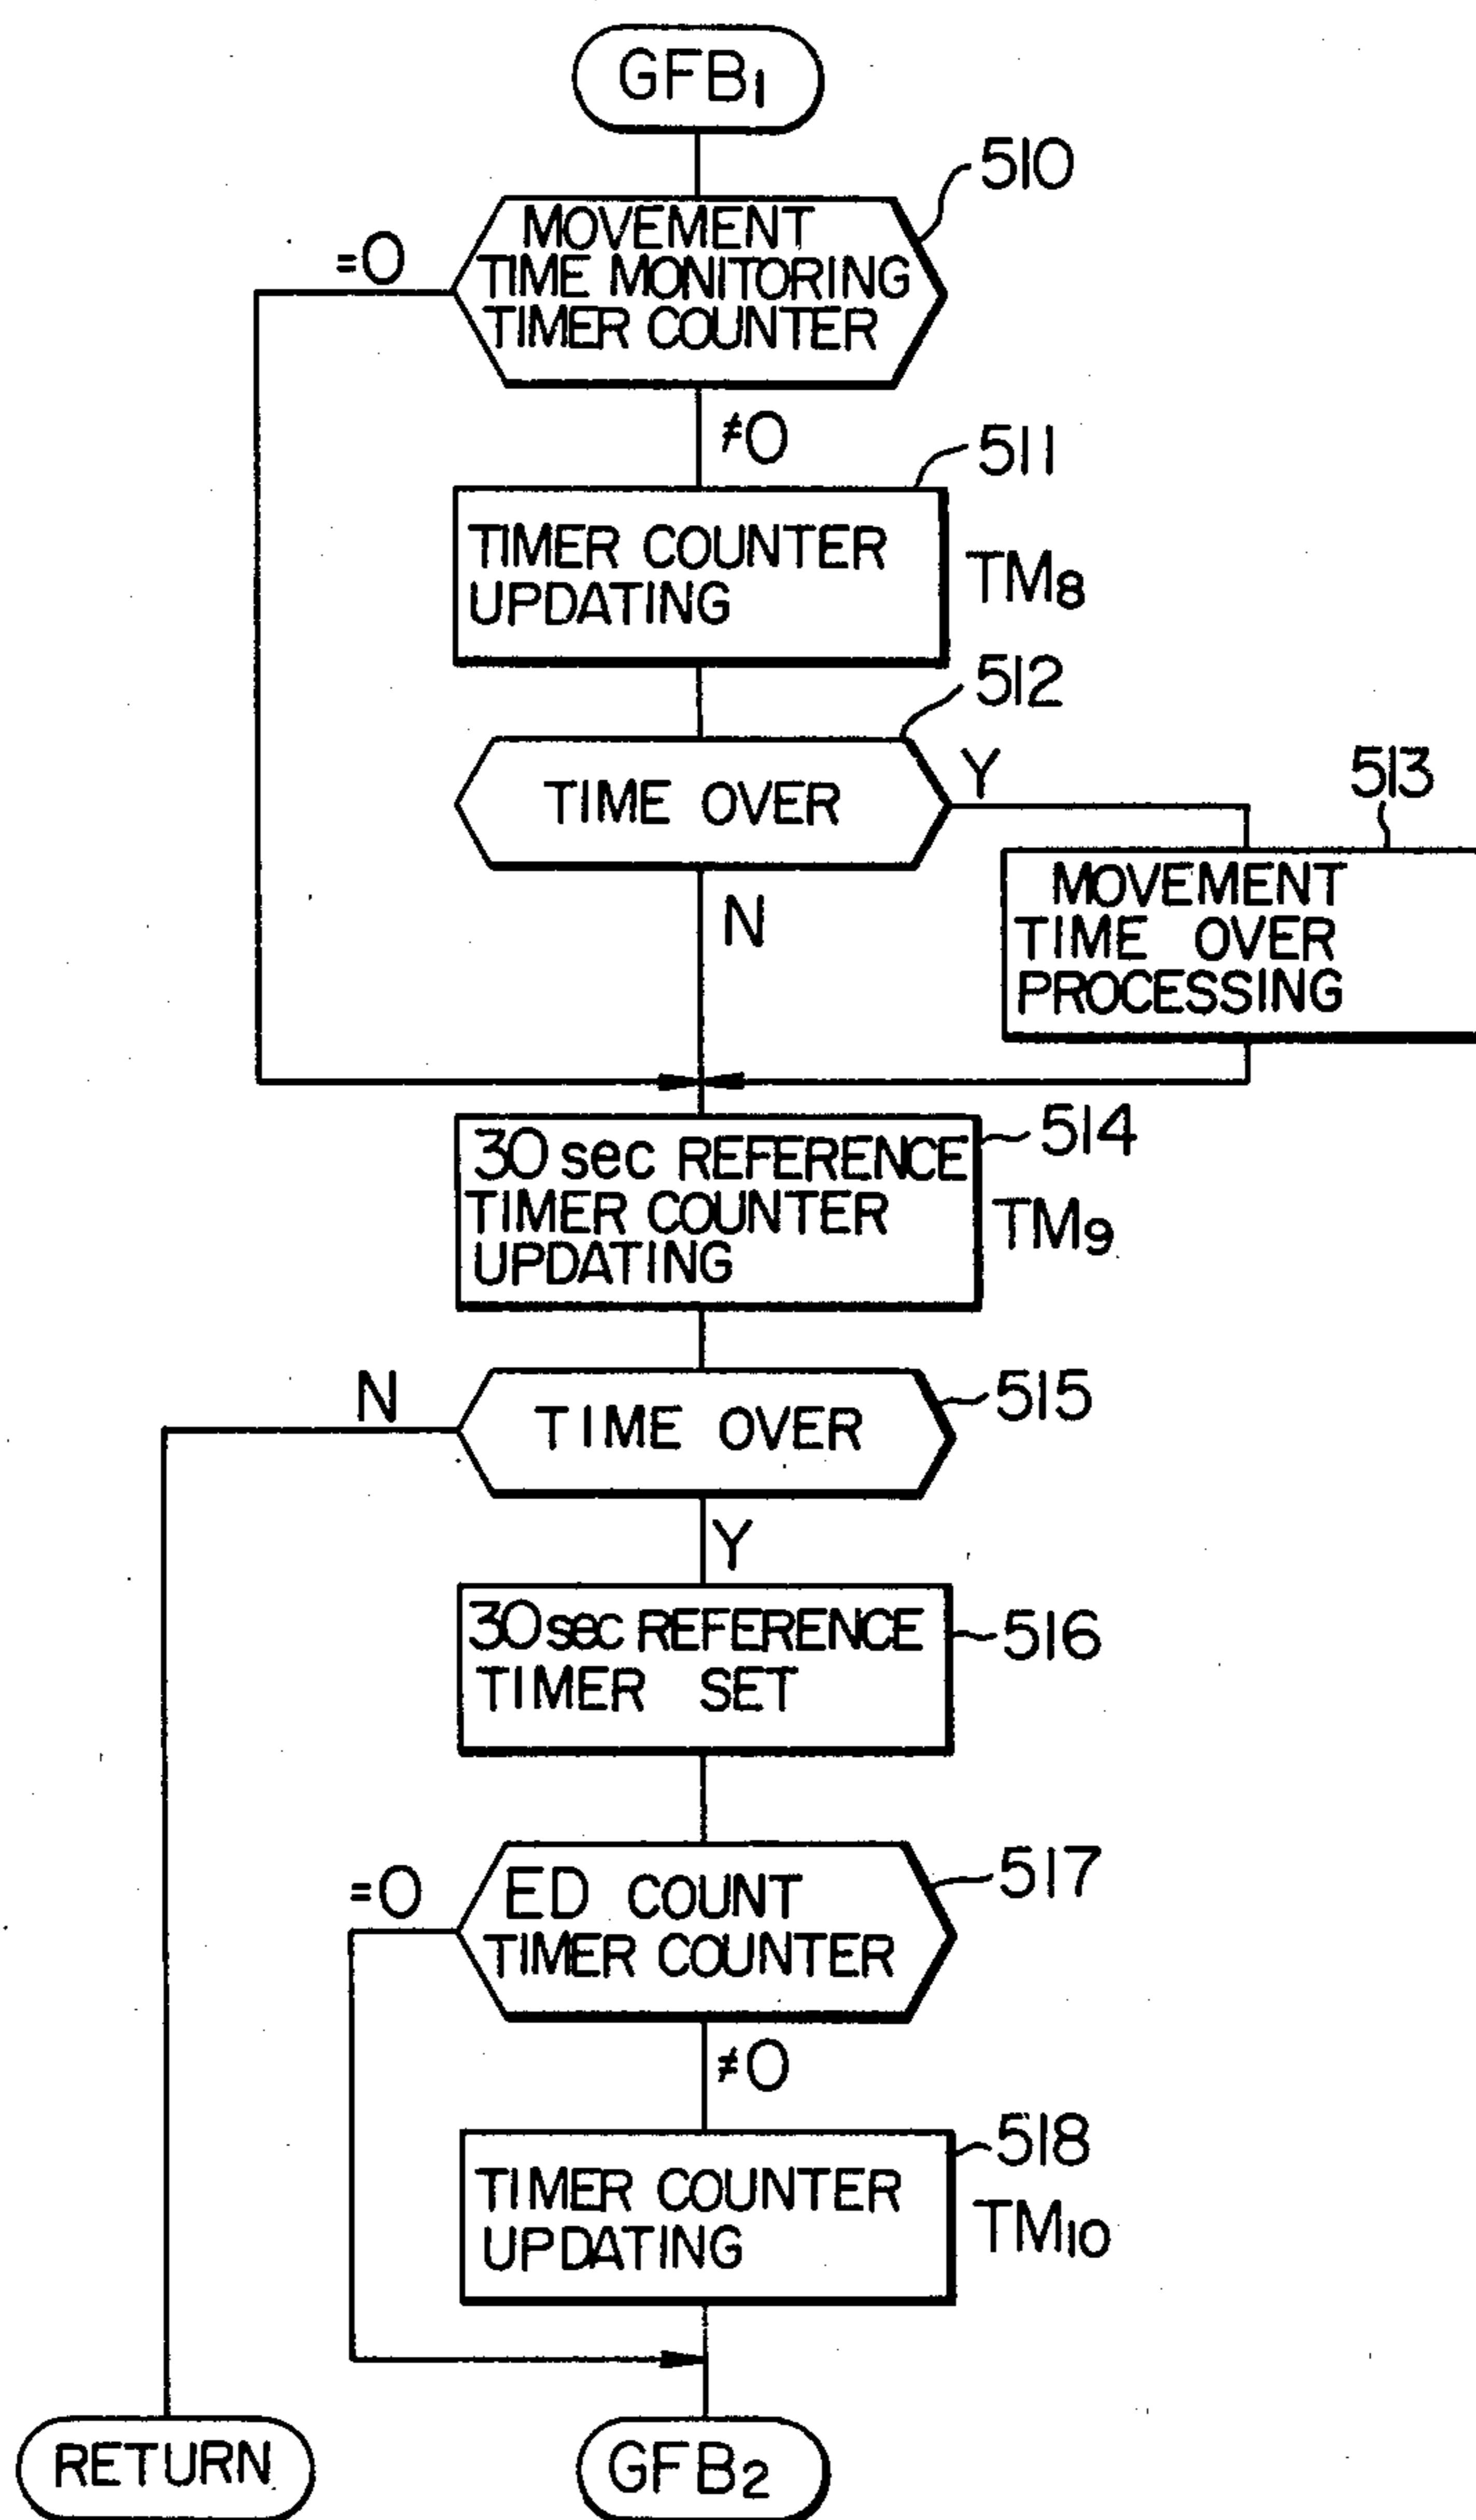 GFB1
510
MOVEMENT
TIME MONITORING
TIMER COUNTER
=0
≠0
511
TIMER COUNTER
UPDATING
TM8
512
TIME OVER
Y
513
MOVEMENT
TIME OVER
PROCESSING
N
514
30 sec REFERENCE
TIMER COUNTER
UPDATING
TM9
515
TIME OVER
N
Y
516
30 sec REFERENCE
TIMER SET
517
ED COUNT
TIMER COUNTER
=0
≠0
518
TIMER COUNTER
UPDATING
TM10
RETURN
GFB2